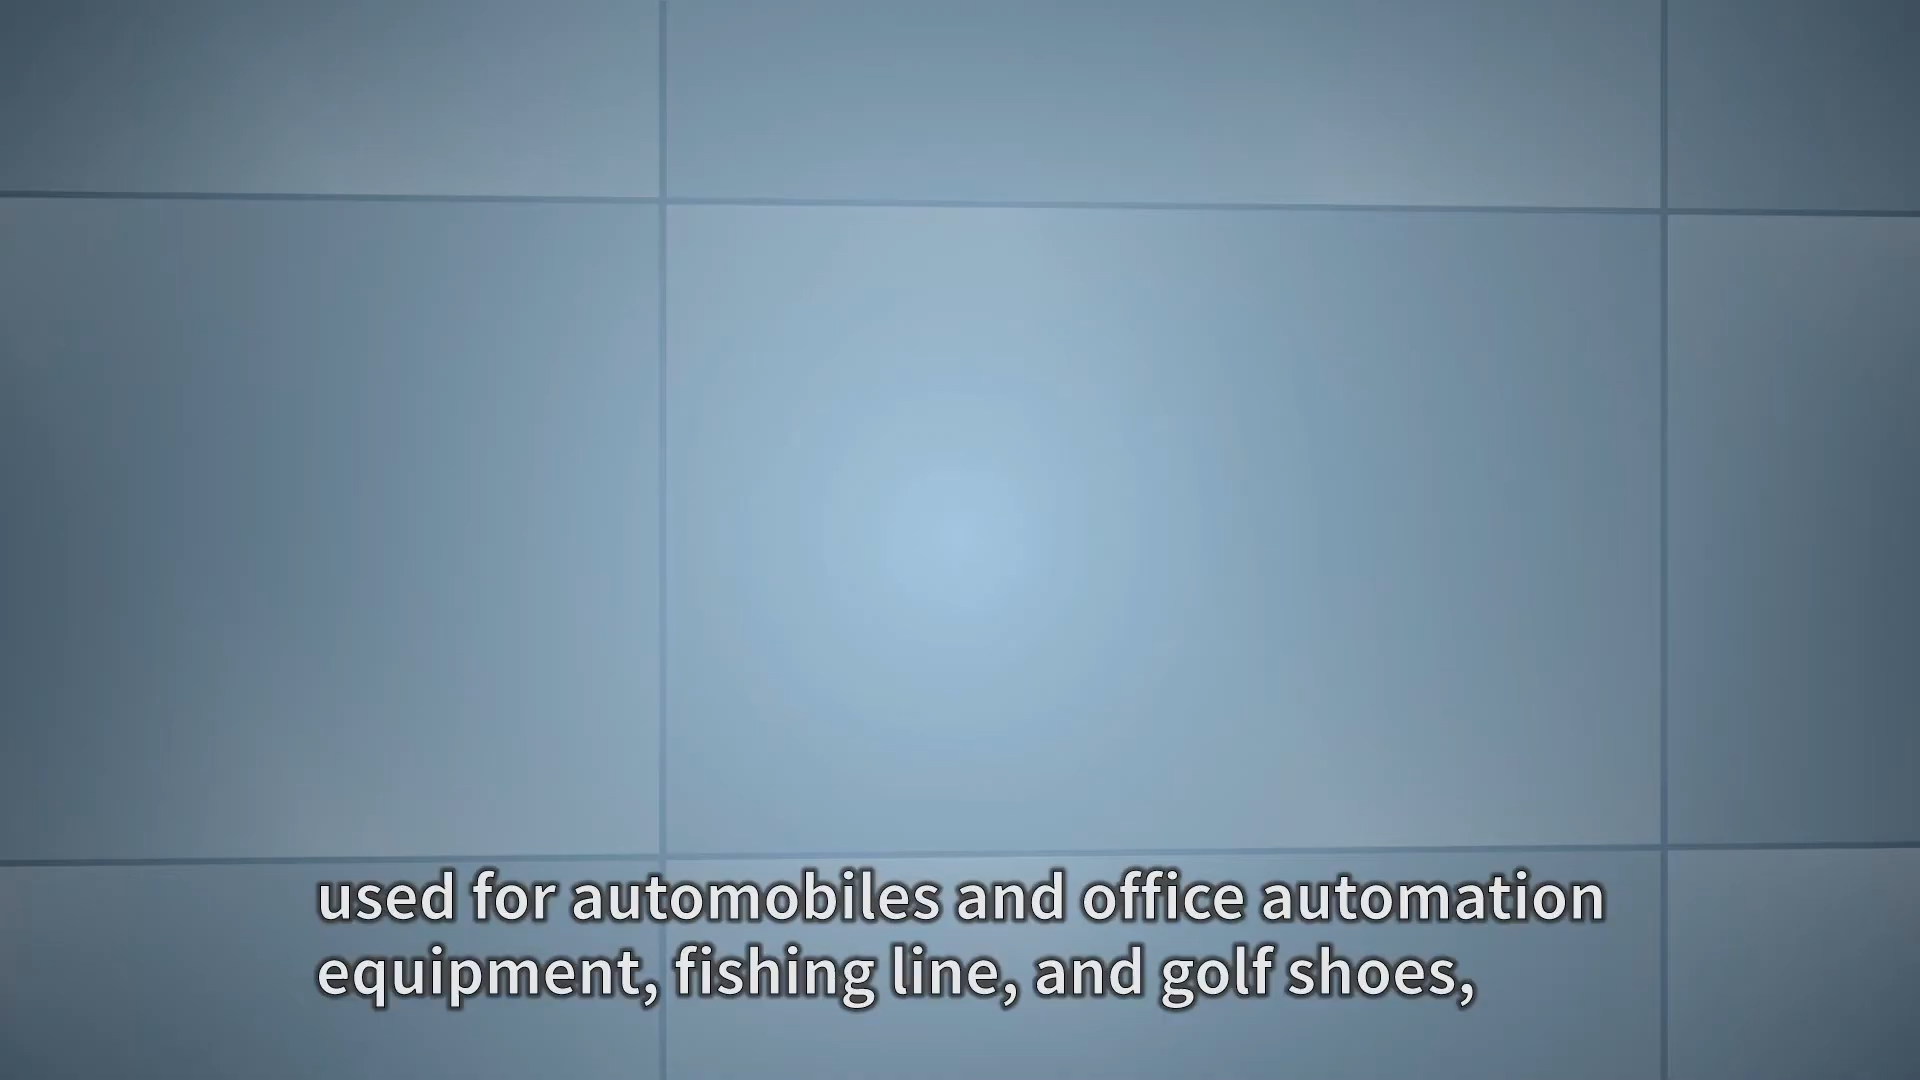 used for automobiles and office automation
equipment, fishing line, and golf shoes,